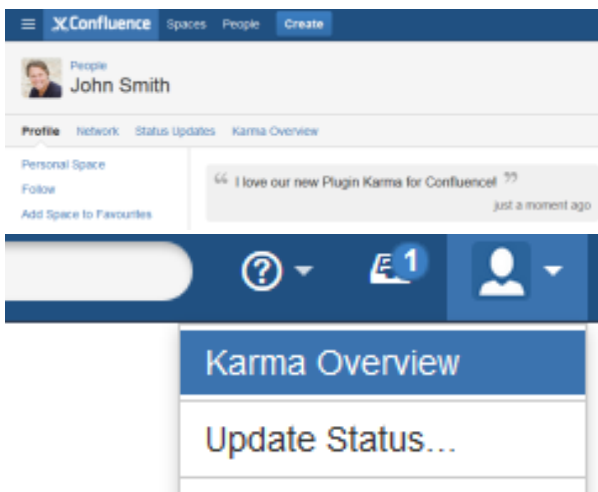 Confluence Spaces People Create
People
John Smith
Profile Network Status Updates Karma Overview
Personal Space
Follow
Add Space to Favourites
“ I love our new Plugin Karma for Confluence! ”
just a moment ago
? 1
Karma Overview
Update Status...